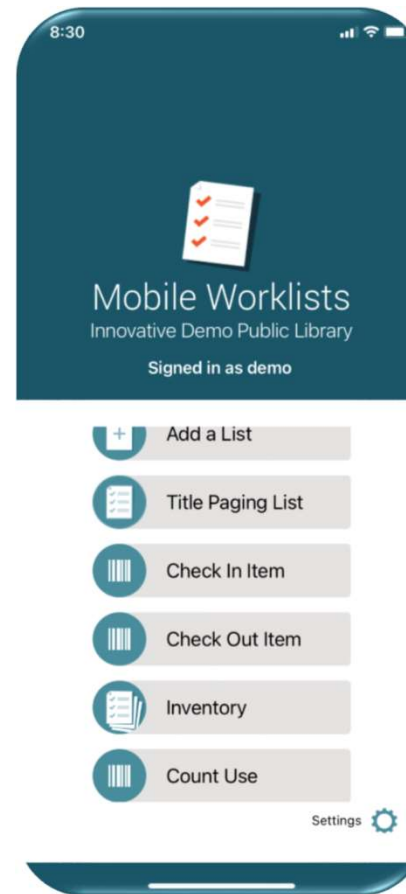 8:30
Mobile Worklists
Innovative Demo Public Library
Signed in as demo
Add a List
Title Paging List
Check In Item
Check Out Item
Inventory
Count Use
Settings